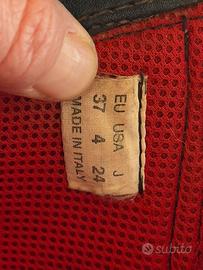 EU USA J
37 4 24
MADE IN ITALY
subito